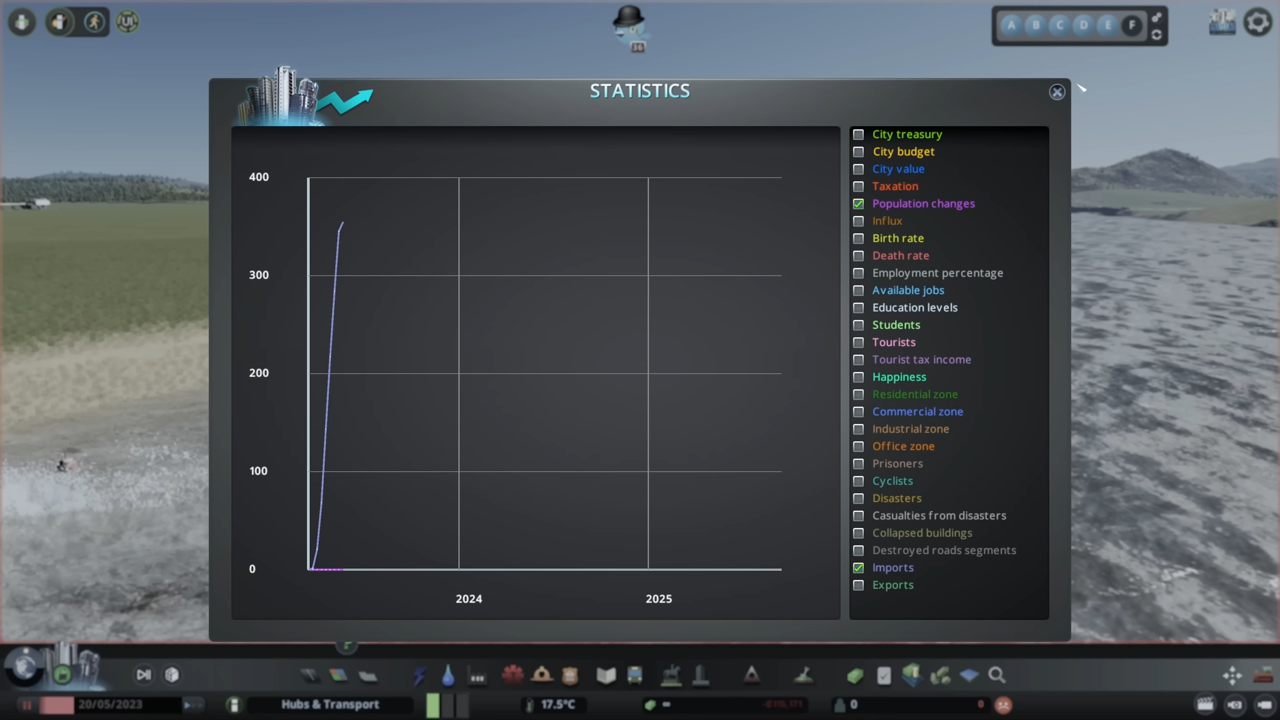 UI
36
A B C D E F
STATISTICS
400
300
200
100
0
2024
2025
City treasury
City budget
City value
Taxation
Population changes
Influx
Birth rate
Death rate
Employment percentage
Available jobs
Education levels
Students
Tourists
Tourist tax income
Happiness
Residential zone
Commercial zone
Industrial zone
Office zone
Prisoners
Cyclists
Disasters
Casualties from disasters
Collapsed buildings
Destroyed roads segments
Imports
Exports
20/05/2023
Hubs & Transport
17.5°C
∞
0
0